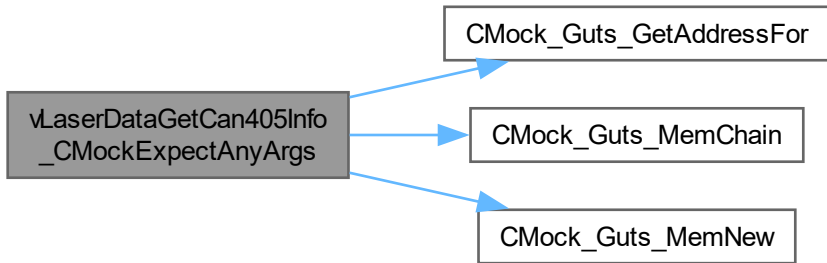 CMock_Guts_GetAddressFor
vLaserDataGetCan405Info
_CMockExpectAnyArgs
CMock_Guts_MemChain
CMock_Guts_MemNew